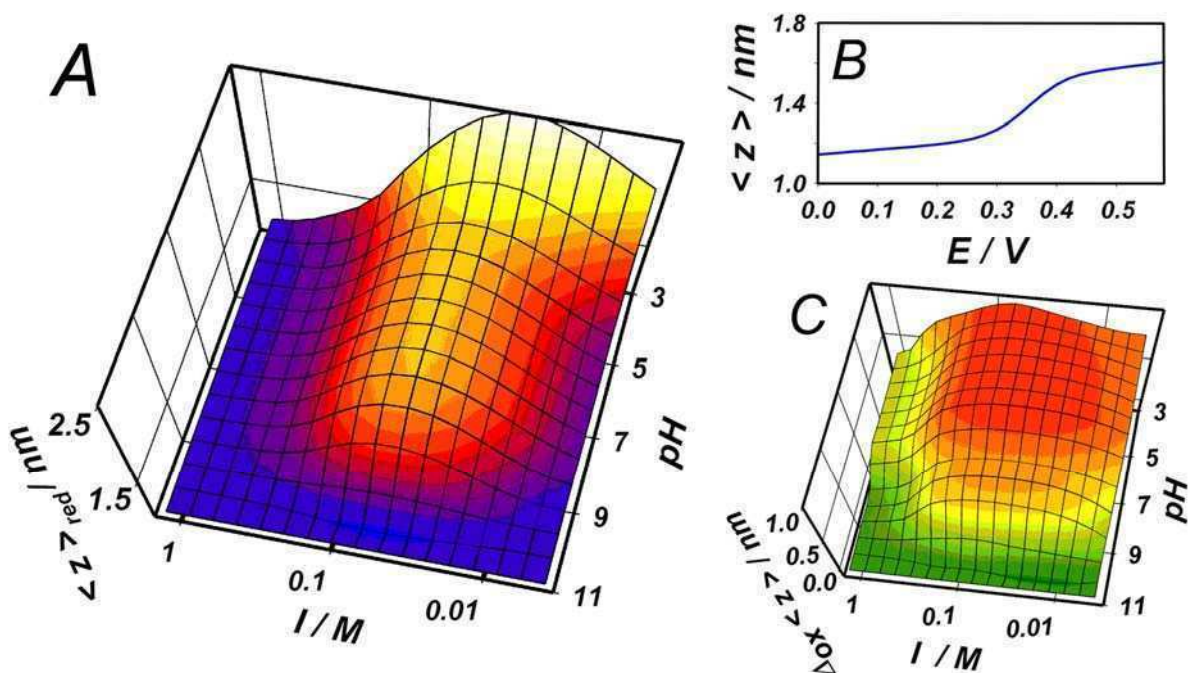 A
2.5
1.5
< z >red / nm
1
0.1
0.01
I / M
3
5
7
9
11
pH
B
1.8
1.4
1.0
< z > / nm
0.0 0.1 0.2 0.3 0.4 0.5
E / V
C
1.0
0.5
0.0
∇ox < z > / nm
1
0.1
0.01
I / M
3
5
7
9
11
pH